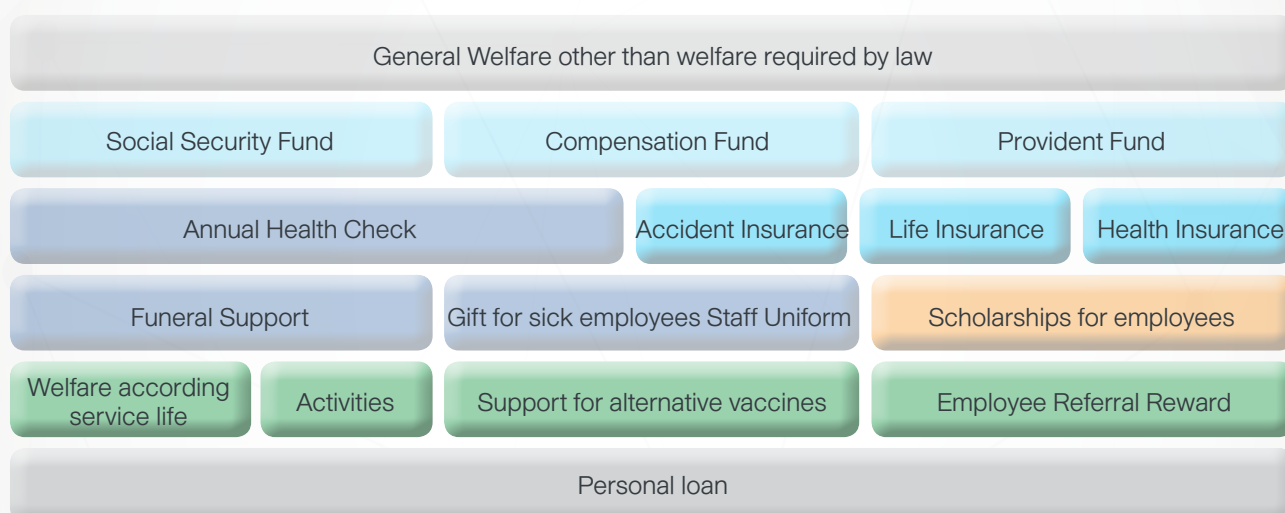 General Welfare other than welfare required by law
Social Security Fund
Compensation Fund
Provident Fund
Annual Health Check
Accident Insurance
Life Insurance
Health Insurance
Funeral Support
Gift for sick employees Staff Uniform
Scholarships for employees
Welfare according
service life
Activities
Support for alternative vaccines
Employee Referral Reward
Personal loan